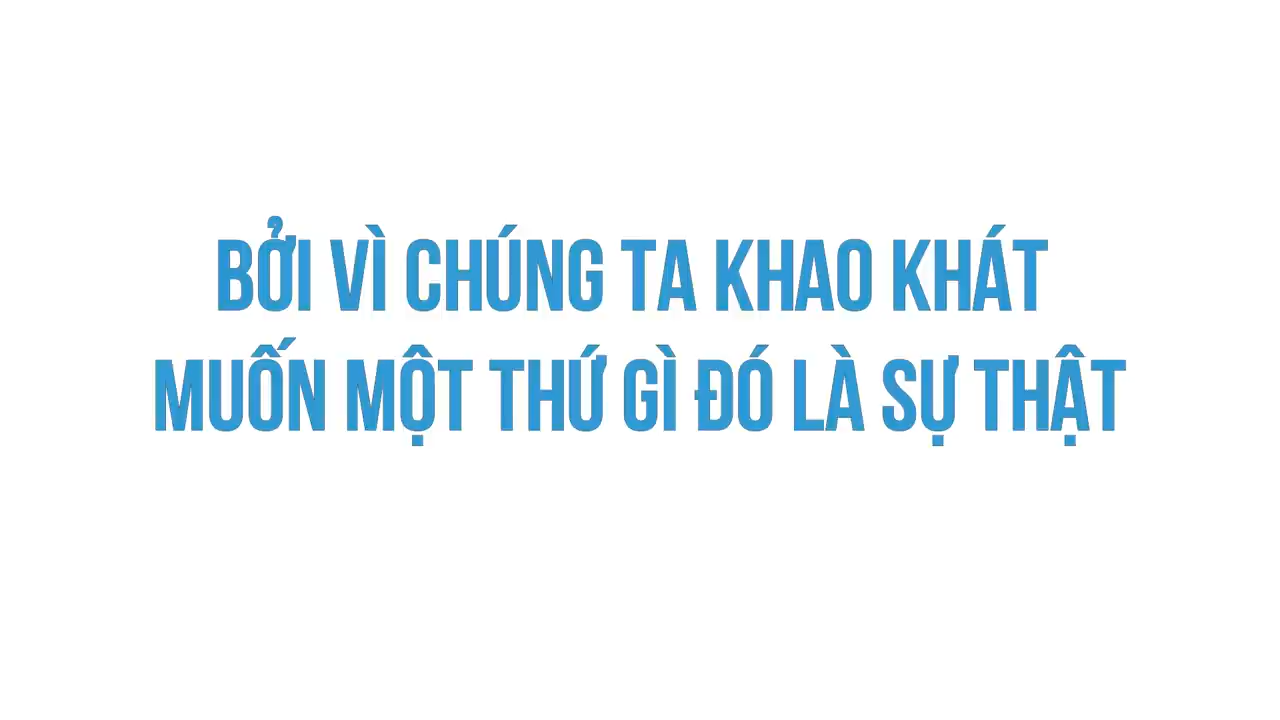 BỞI VÌ CHÚNG TA KHAO KHÁT
MUỐN MỘT THỨ GÌ ĐÓ LÀ SỰ THẬT